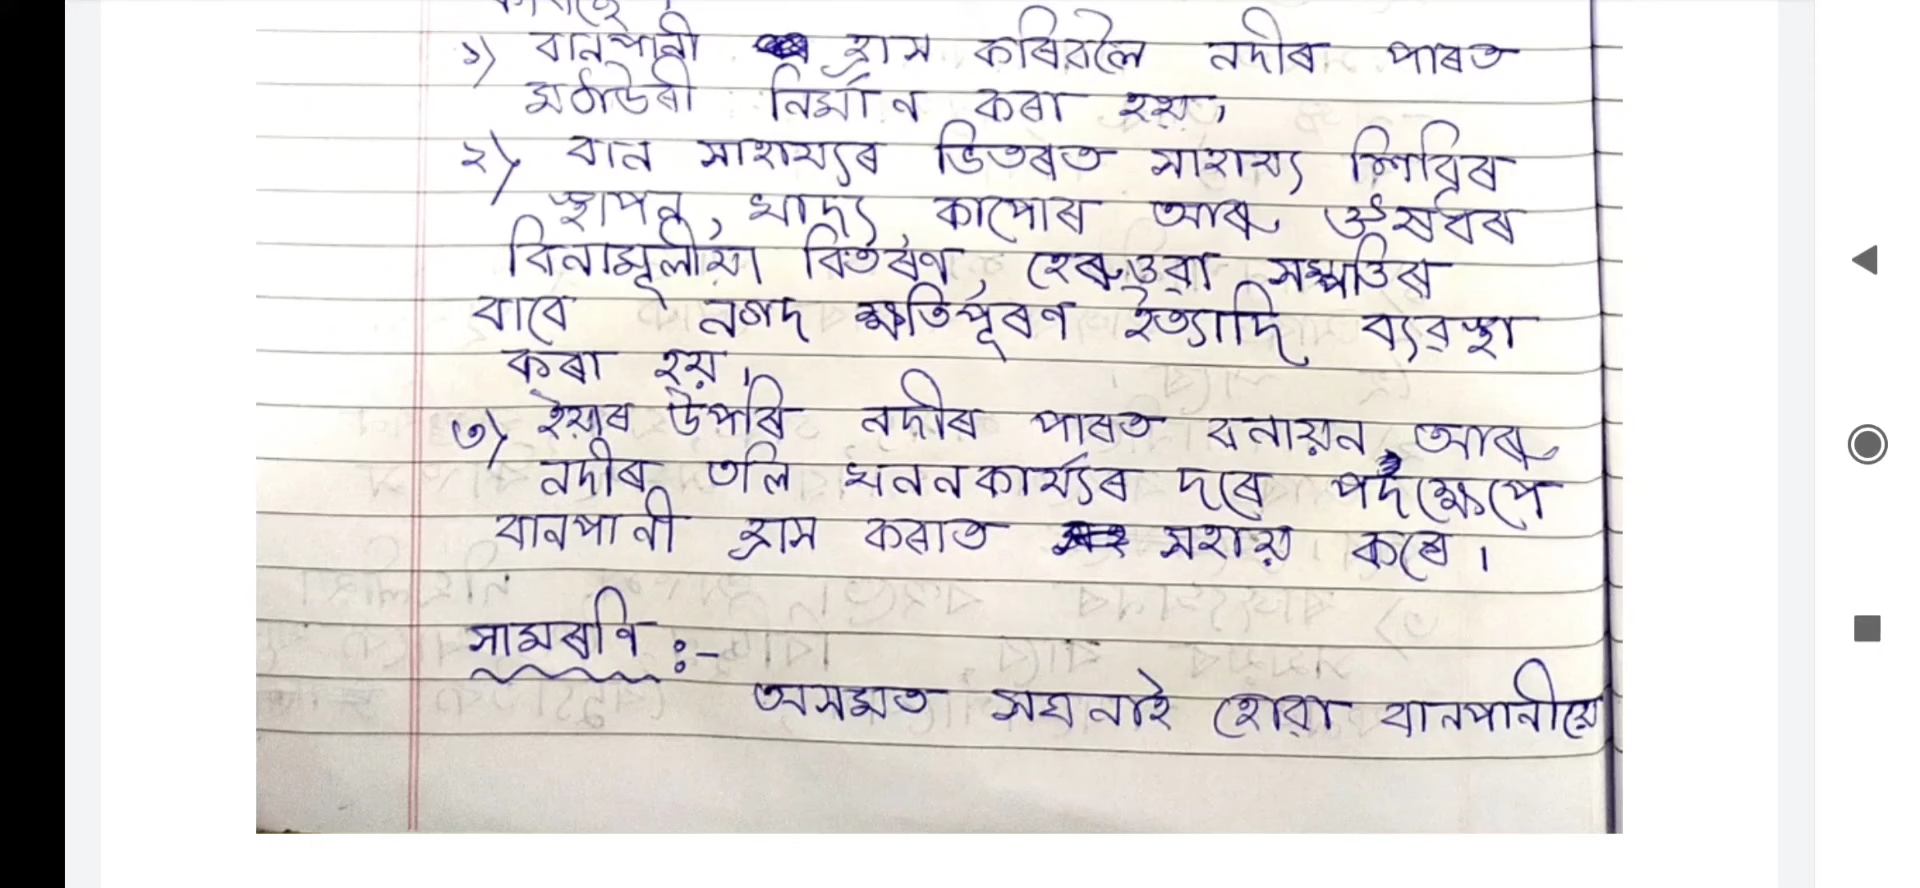 ১) বানপানী হ্ৰাস কৰিবলৈ নদীৰ পাৰত
মঠাউৰী নিৰ্মান কৰা হয়,
২) বান সাহায্যৰ ভিতৰত সাহায্য শিবিৰ
স্থাপন, খাদ্য, কাপোৰ আৰু ঔষধৰ
বিনামূলীয়া বিতৰণ, হেৰুওৱা সম্পত্তিৰ
বাবে নগদ ক্ষতিপূৰণ ইত্যাদি ব্যৱস্থা
কৰা হয়,
৩) ইয়াৰ উপৰি নদীৰ পাৰত বনায়ন আৰু
নদীৰ তলি খননকাৰ্য্যৰ দৰে পদক্ষেপে
বানপানী হ্ৰাস কৰাত সহায় কৰে।
সামৰণি :-
অসমত সঘনাই হোৱা বানপানীয়ে